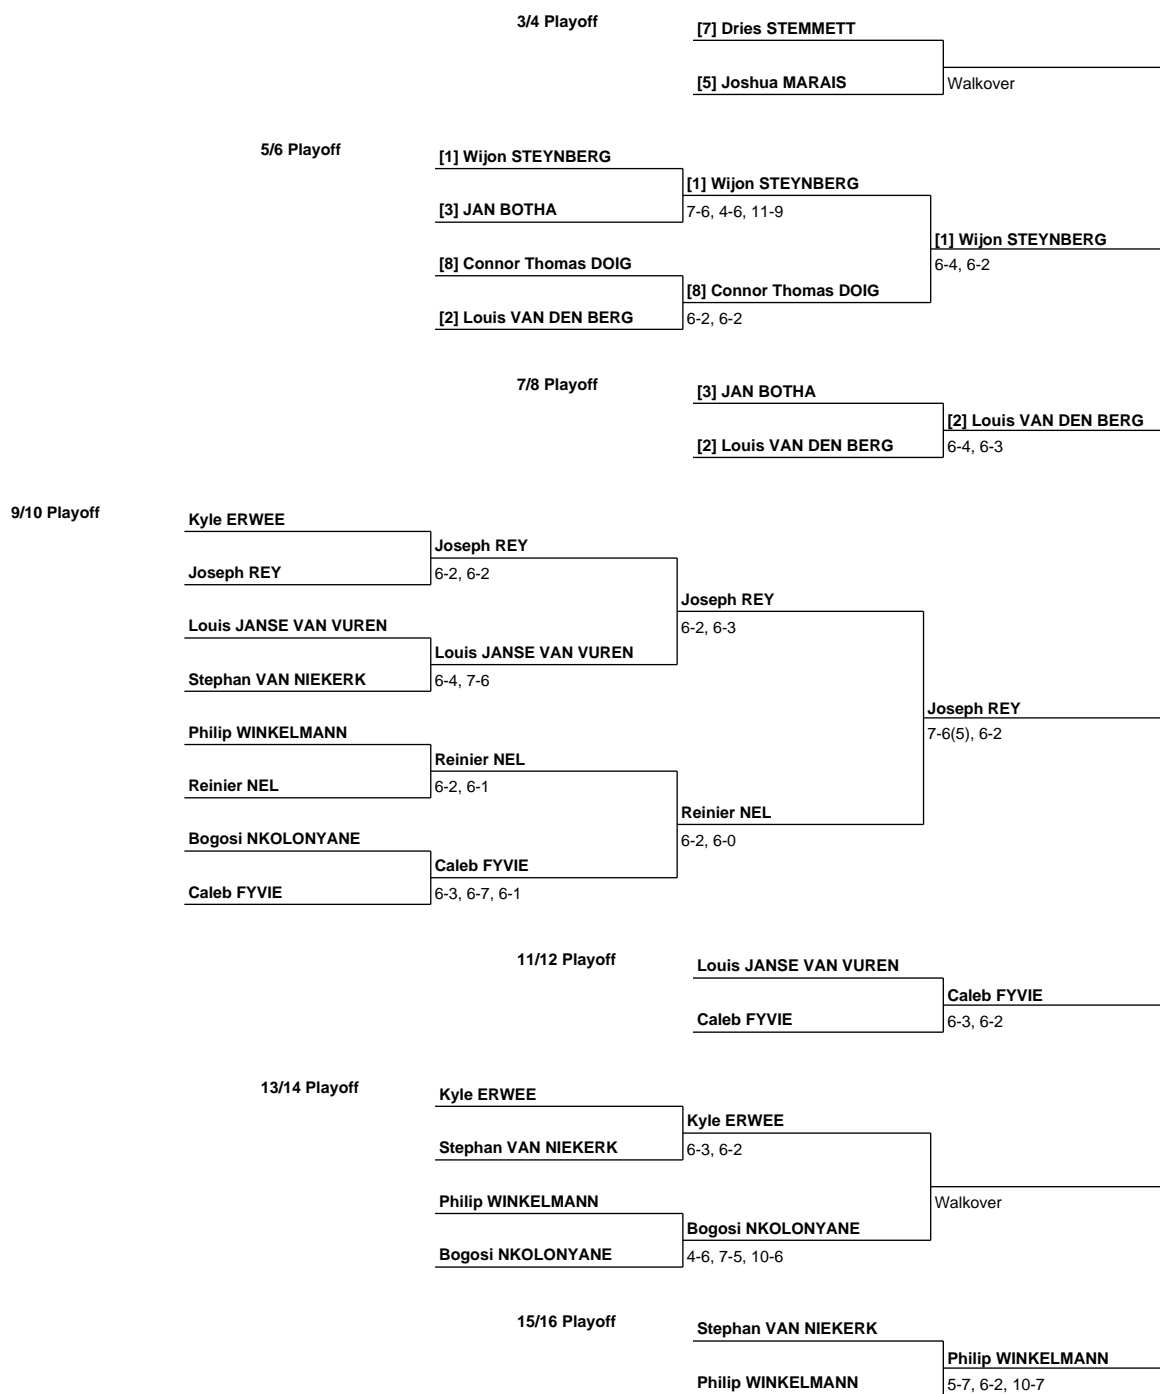 3/4 Playoff
[7] Dries STEMMETT
[5] Joshua MARAIS
Walkover
5/6 Playoff
[1] Wijon STEYNBERG
[1] Wijon STEYNBERG
[3] JAN BOTHA
7-6, 4-6, 11-9
[1] Wijon STEYNBERG
[8] Connor Thomas DOIG
6-4, 6-2
[8] Connor Thomas DOIG
[2] Louis VAN DEN BERG
6-2, 6-2
7/8 Playoff
[3] JAN BOTHA
[2] Louis VAN DEN BERG
[2] Louis VAN DEN BERG
6-4, 6-3
9/10 Playoff
Kyle ERWEE
Joseph REY
Joseph REY
6-2, 6-2
Joseph REY
Louis JANSE VAN VUREN
6-2, 6-3
Louis JANSE VAN VUREN
Stephan VAN NIEKERK
6-4, 7-6
Joseph REY
Philip WINKELMANN
7-6(5), 6-2
Reinier NEL
Reinier NEL
6-2, 6-1
Reinier NEL
Bogosi NKOLONYANE
6-2, 6-0
Caleb FYVIE
Caleb FYVIE
6-3, 6-7, 6-1
11/12 Playoff
Louis JANSE VAN VUREN
Caleb FYVIE
Caleb FYVIE
6-3, 6-2
13/14 Playoff
Kyle ERWEE
Kyle ERWEE
Stephan VAN NIEKERK
6-3, 6-2
Philip WINKELMANN
Walkover
Bogosi NKOLONYANE
Bogosi NKOLONYANE
4-6, 7-5, 10-6
15/16 Playoff
Stephan VAN NIEKERK
Philip WINKELMANN
Philip WINKELMANN
5-7, 6-2, 10-7